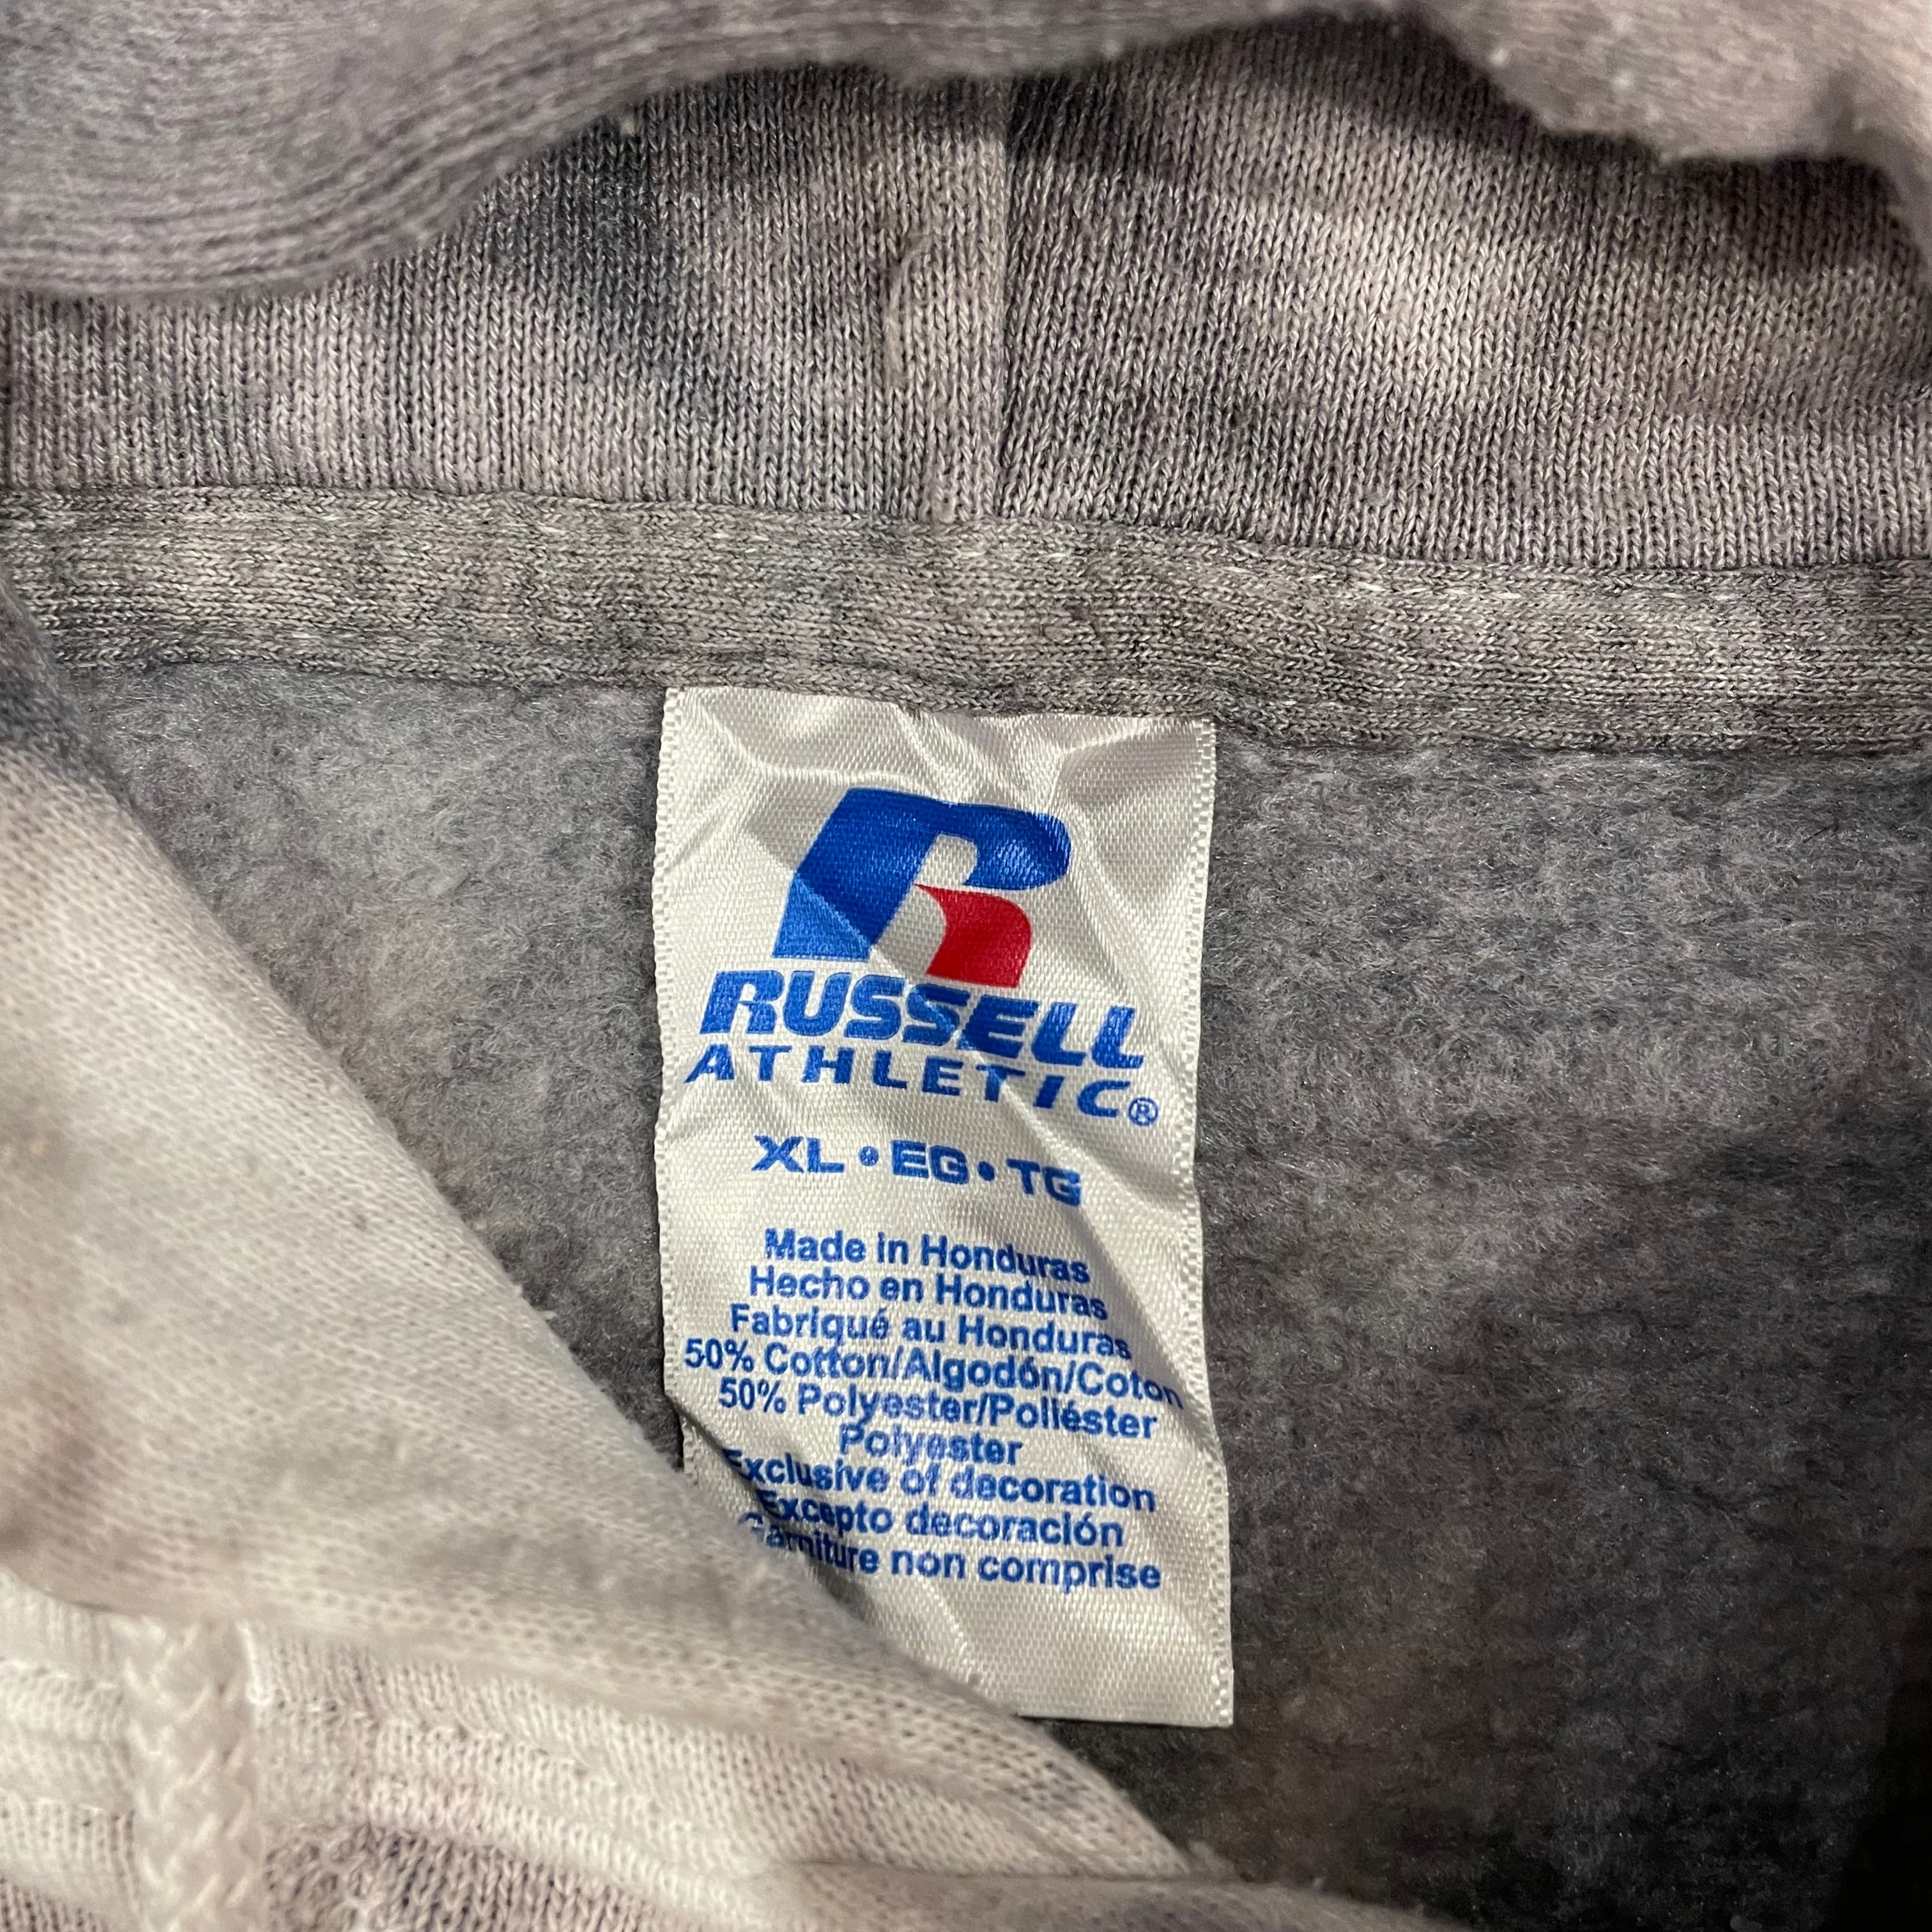 RUSSELL
ATHLETIC®
XL • EG • TG
Made in Honduras
Hecho en Honduras
Fabriqué au Honduras
50% Cotton/Algodón/Coton
50% Polyester/Poliéster
Polyester
Exclusive of decoration
Excepto decoración
Garniture non comprise